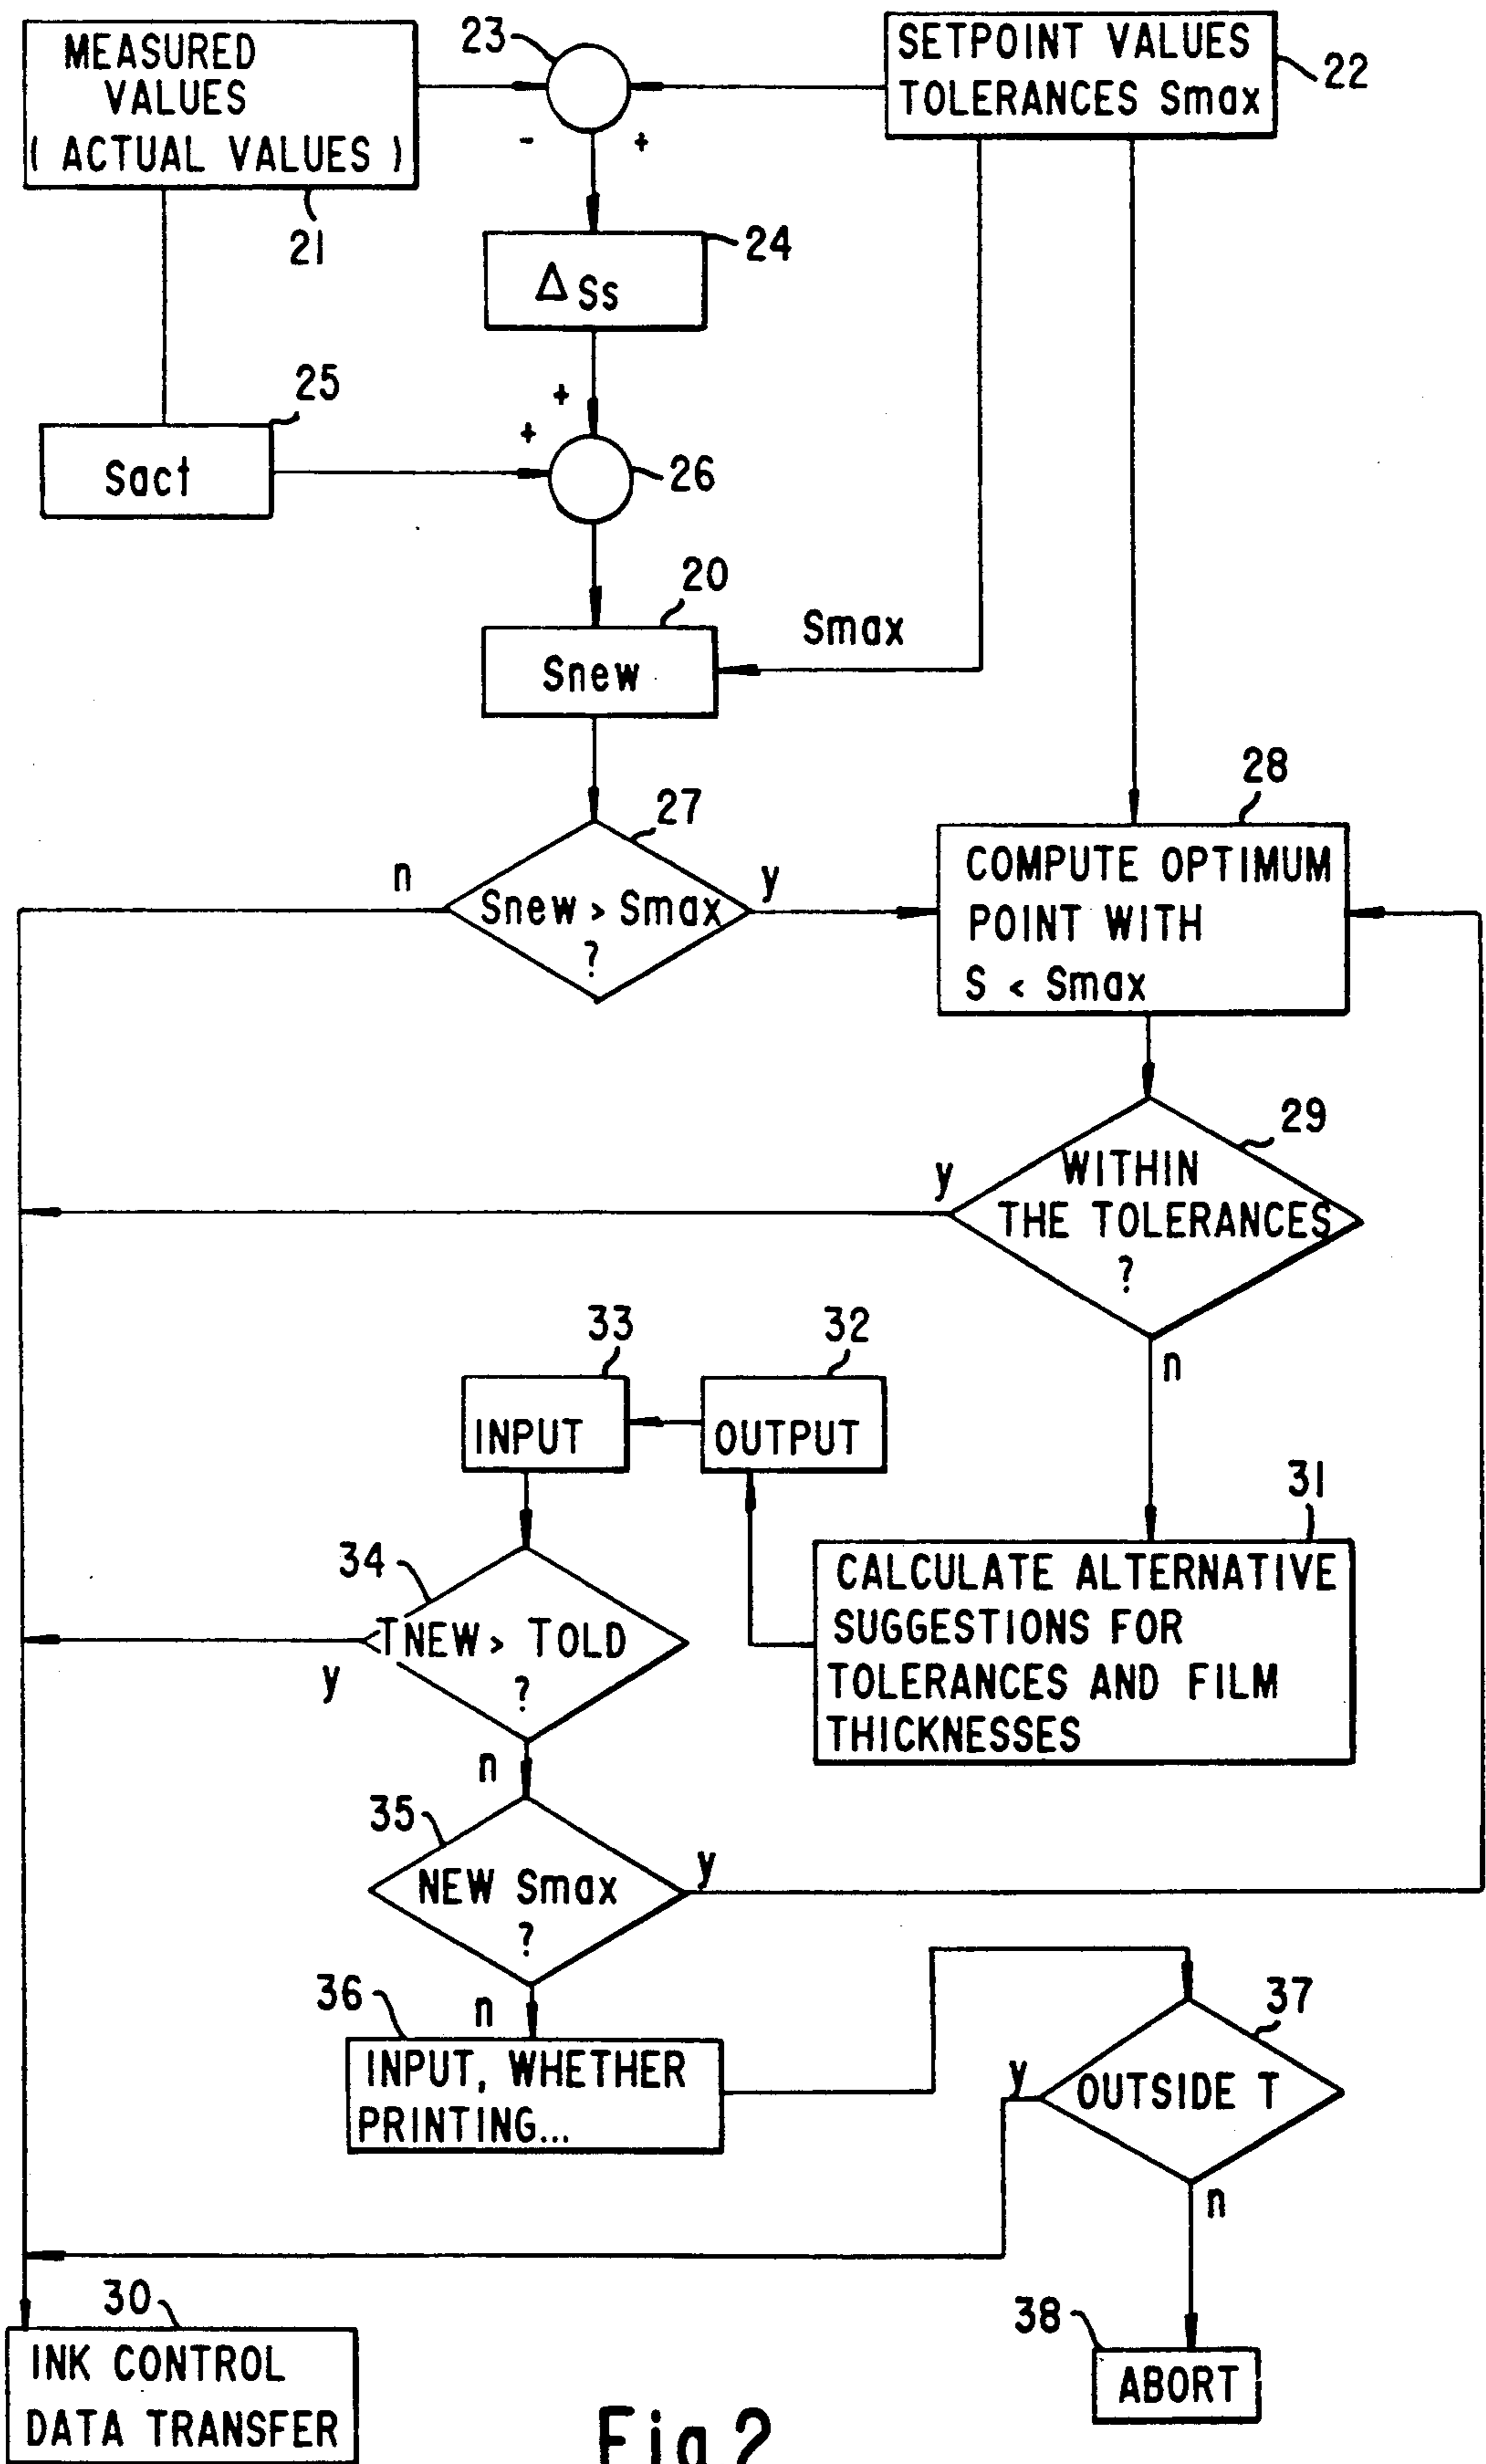 MEASURED
VALUES
( ACTUAL VALUES )
21
23
- +
SETPOINT VALUES
TOLERANCES Smax
22
24
Δ Ss
25
Sact
+
+
26
20
Snew
Smax
27
n
Snew > Smax
?
y
28
COMPUTE OPTIMUM
POINT WITH
S < Smax
29
y
WITHIN
THE TOLERANCES
?
n
33
INPUT
32
OUTPUT
31
CALCULATE ALTERNATIVE
SUGGESTIONS FOR
TOLERANCES AND FILM
THICKNESSES
34
TNEW > TOLD
?
y
n
35
NEW Smax
?
y
n
36
INPUT, WHETHER
PRINTING...
37
y
OUTSIDE T
n
30
INK CONTROL
DATA TRANSFER
38
ABORT
Fig.2